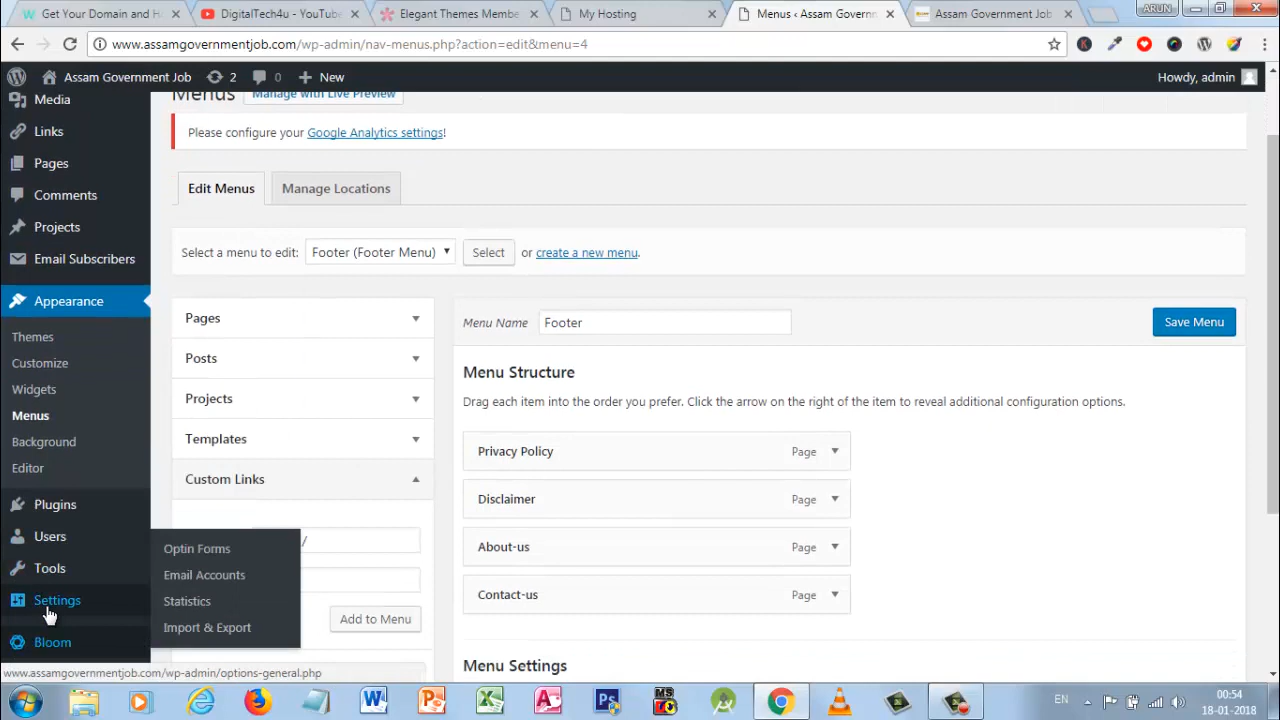 Get Your Domain and H
DigitalTech4u - YouTube
Elegant Themes Membe
My Hosting
Menus ‹ Assam Governm
Assam Government Job
ARUN
www.assamgovernmentjob.com/wp-admin/nav-menus.php?action=edit&menu=4
Assam Government Job
2
0
New
Howdy, admin
Media
Links
Pages
Comments
Projects
Email Subscribers
Appearance
Themes
Customize
Widgets
Menus
Background
Editor
Plugins
Users
Tools
Settings
Bloom
Optin Forms
Email Accounts
Statistics
Import & Export
Menus
Manage with Live Preview
Please configure your Google Analytics settings!
Edit Menus
Manage Locations
Select a menu to edit: Footer (Footer Menu) Select or create a new menu.
Pages
Posts
Projects
Templates
Custom Links
/
Add to Menu
Menu Name Footer
Save Menu
Menu Structure
Drag each item into the order you prefer. Click the arrow on the right of the item to reveal additional configuration options.
Privacy Policy Page
Disclaimer Page
About-us Page
Contact-us Page
Menu Settings
www.assamgovernmentjob.com/wp-admin/options-general.php
EN
00:54
18-01-2018